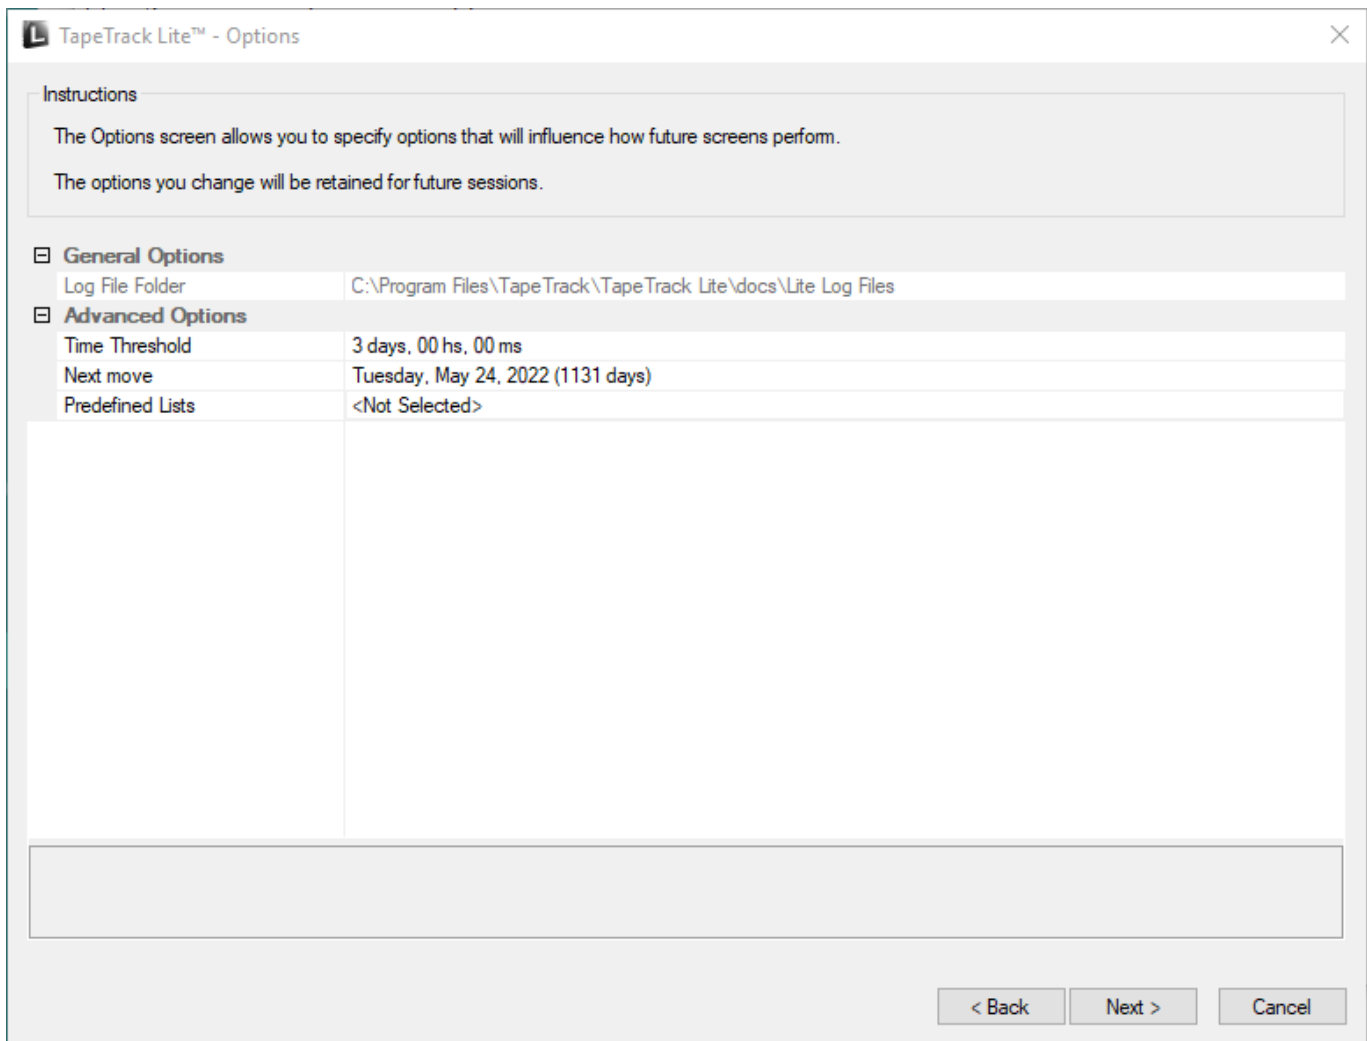 TapeTrack Lite™ - Options
Instructions
The Options screen allows you to specify options that will influence how future screens perform.
The options you change will be retained for future sessions.
General Options
Log File Folder C:\Program Files\TapeTrack\TapeTrack Lite\docs\Lite Log Files
Advanced Options
Time Threshold 3 days, 00 hs, 00 ms
Next move Tuesday, May 24, 2022 (1131 days)
Predefined Lists <Not Selected>
< Back Next > Cancel